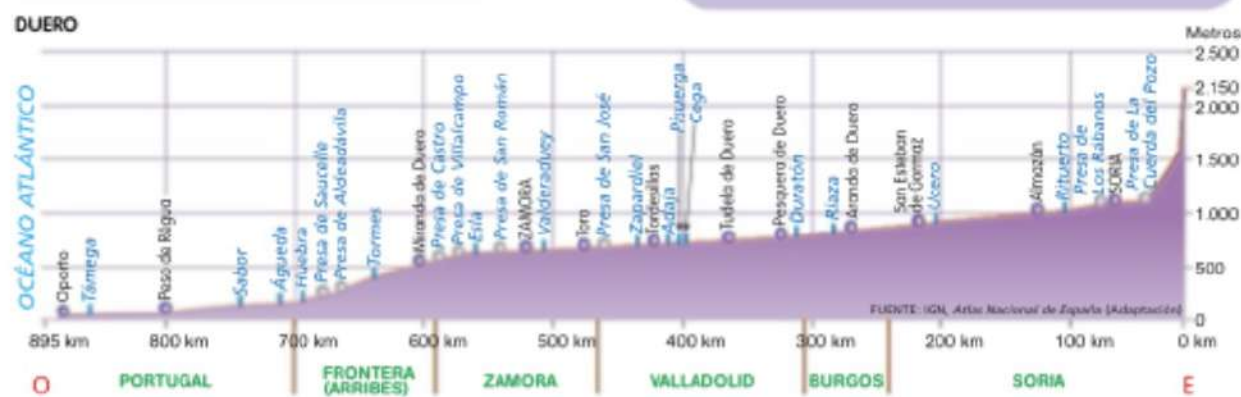 DUERO
Metros
2.500
2.150
2.000
1.500
1.000
500
0
OCÉANO ATLÁNTICO
Oporto
Támega
Peso de Régua
Sabor
Águeda
Huebra
Presa de Saucelle
Presa de Aldeadávila
Tormes
Miranda de Duero
Presa de Castro
Presa de Villalcampo
Esla
Presa de San Román
ZAMORA
Valderaduey
Toro
Presa de San José
Zapardiel
Tordesillas
Adaja
Pisuerga
Cega
Tudela de Duero
Pesquera de Duero
Duratón
Riaza
Aranda de Duero
San Esteban
de Gormaz
Ucero
Almazán
Rituerto
Presa de
Los Rábanos
SORIA
Presa de La
Cuerda del Pozo
FUENTE: IGN, Atlas Nacional de España (Adaptación)
895 km
800 km
700 km
600 km
500 km
400 km
300 km
200 km
100 km
0 km
O
PORTUGAL
FRONTERA
(ARRIBES)
ZAMORA
VALLADOLID
BURGOS
SORIA
E